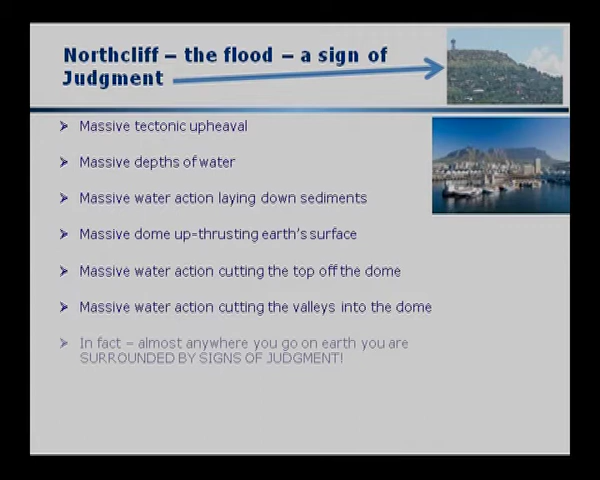 Northcliff – the flood – a sign of
Judgment
➢ Massive tectonic upheaval
➢ Massive depths of water
➢ Massive water action laying down sediments
➢ Massive dome up-thrusting earth's surface
➢ Massive water action cutting the top off the dome
➢ Massive water action cutting the valleys into the dome
➢ In fact – almost anywhere you go on earth you are
SURROUNDED BY SIGNS OF JUDGMENT!